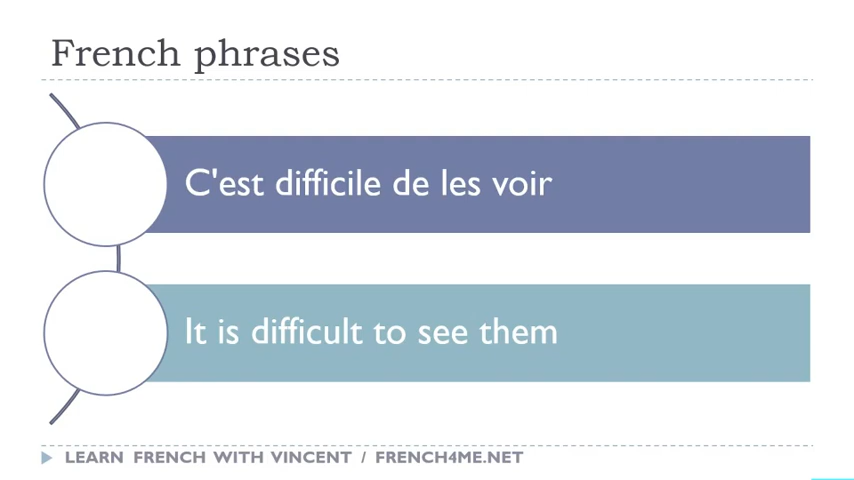 French phrases
C'est difficile de les voir
It is difficult to see them
LEARN FRENCH WITH VINCENT / FRENCH4ME.NET